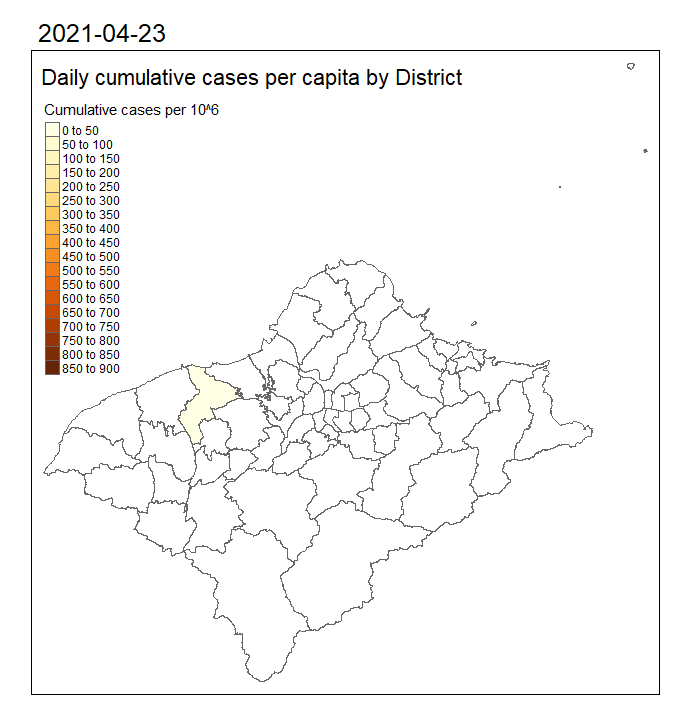 2021-04-23
Daily cumulative cases per capita by District
Cumulative cases per 10^6
0 to 50
50 to 100
100 to 150
150 to 200
200 to 250
250 to 300
300 to 350
350 to 400
400 to 450
450 to 500
500 to 550
550 to 600
600 to 650
650 to 700
700 to 750
750 to 800
800 to 850
850 to 900